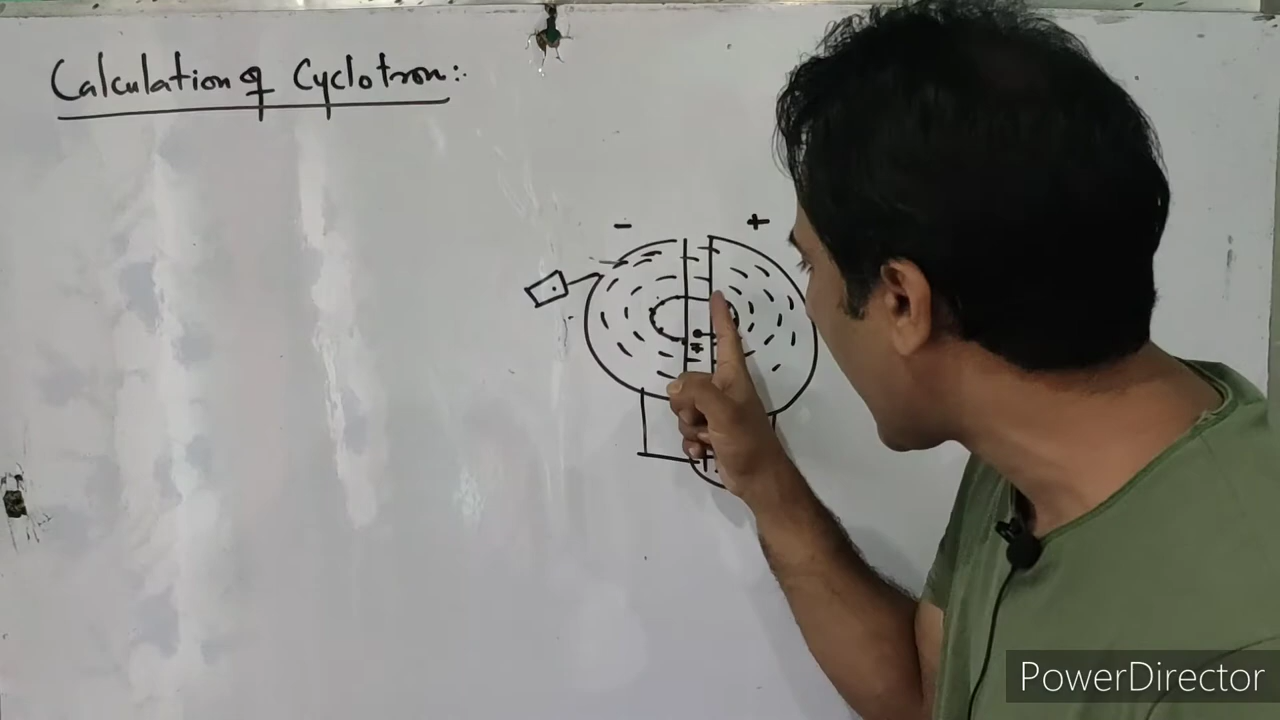 Calculation of Cyclotron:
- +
+
PowerDirector